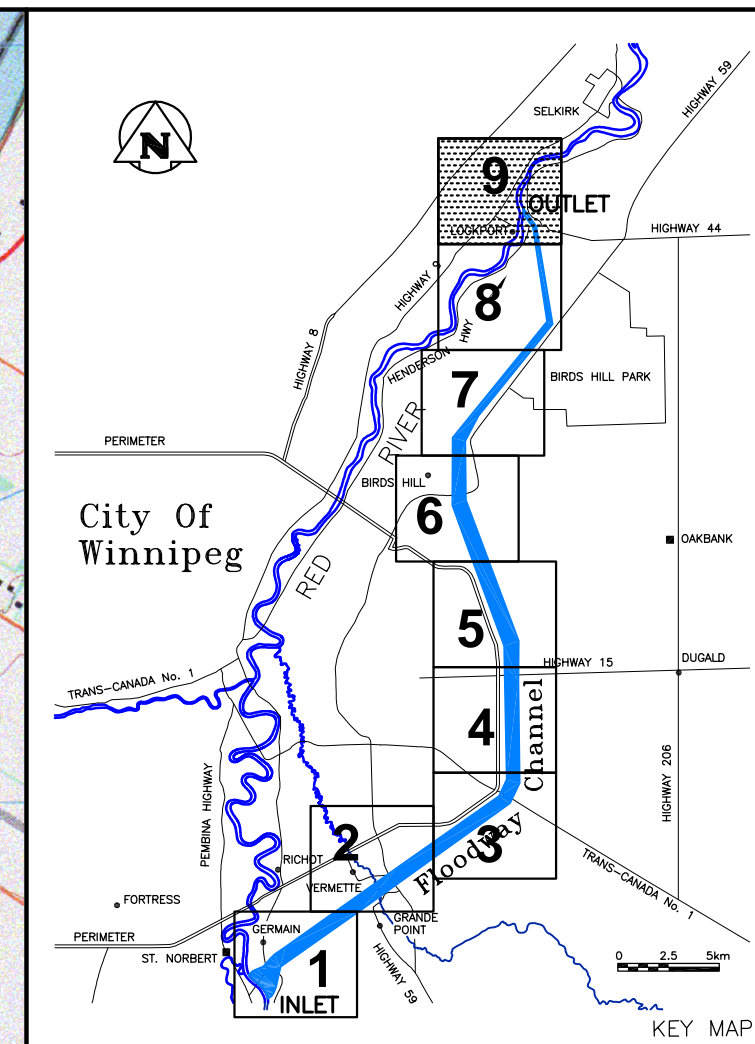 HIGHWAY 59
SELKIRK
N
9
OUTLET
LOCKPORT
HIGHWAY 44
HIGHWAY 9
8
HWY
HIGHWAY 8
HENDERSON
7
BIRDS HILL PARK
RIVER
PERIMETER
BIRDS HILL
City Of
Winnipeg
6
OAKBANK
RED
5
HIGHWAY 15
DUGALD
TRANS-CANADA No. 1
4
Channel
HIGHWAY 206
PEMBINA HIGHWAY
2
3
Floodway
RICHOT
VERMETTE
TRANS-CANADA No. 1
FORTRESS
GRANDE
POINT
GERMAIN
PERIMETER
ST. NORBERT
HIGHWAY 59
1
INLET
0 2.5 5km
KEY MAP